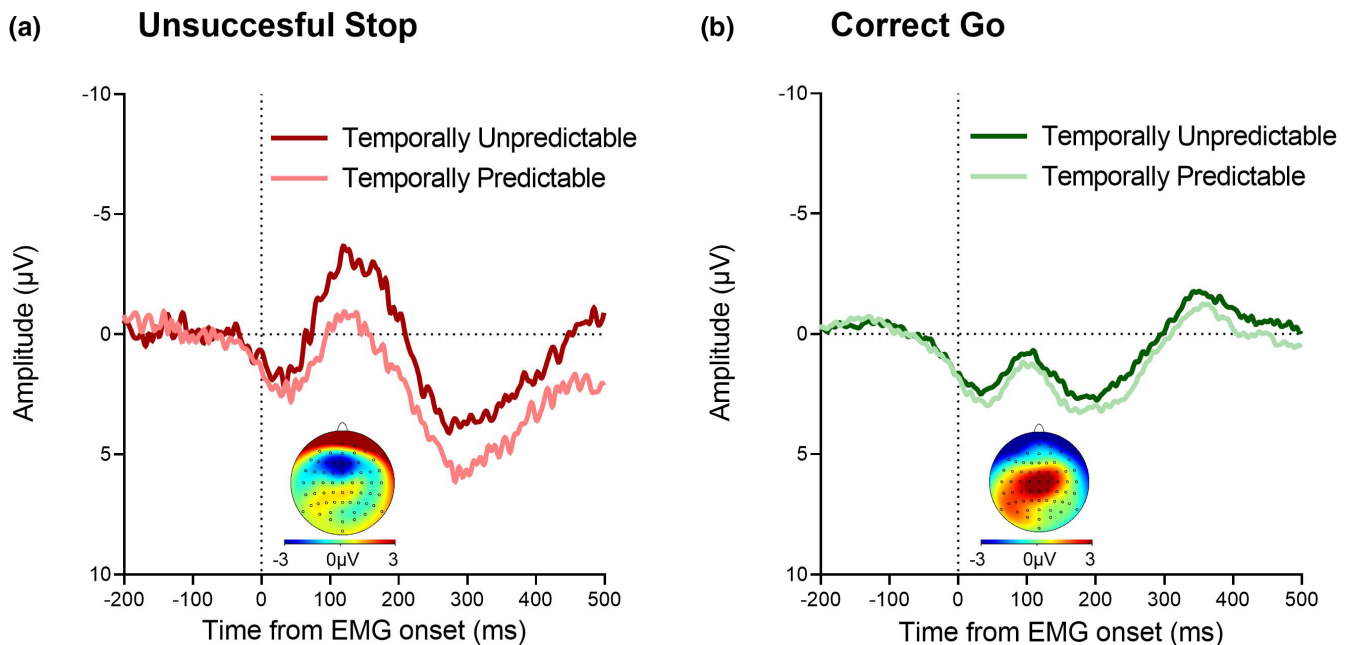 (a) Unsuccesful Stop
-10
-5
0
5
10
Amplitude (µV)
Temporally Unpredictable
Temporally Predictable
-3 0µV 3
-200 -100 0 100 200 300 400 500
Time from EMG onset (ms)
(b) Correct Go
-10
-5
0
5
10
Amplitude (µV)
Temporally Unpredictable
Temporally Predictable
-3 0µV 3
-200 -100 0 100 200 300 400 500
Time from EMG onset (ms)